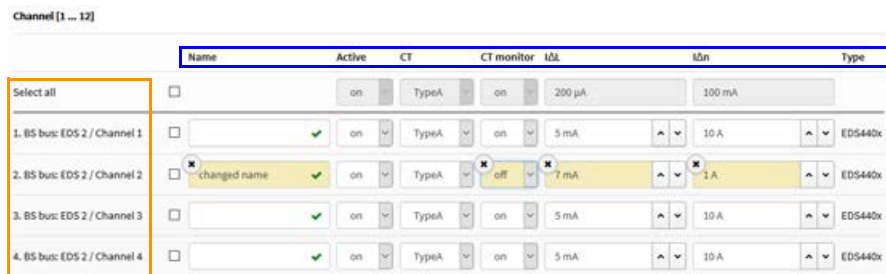 Channel [1 ... 12]
Name Active CT CT monitor IΔL IΔn Type
Select all on TypeA on 200 µA 100 mA
1. BS bus: EDS 2 / Channel 1 on TypeA on 5 mA 10 A EDS440x
2. BS bus: EDS 2 / Channel 2 changed name on TypeA off 7 mA 1 A EDS440x
3. BS bus: EDS 2 / Channel 3 on TypeA on 5 mA 10 A EDS440x
4. BS bus: EDS 2 / Channel 4 on TypeA on 5 mA 10 A EDS440x